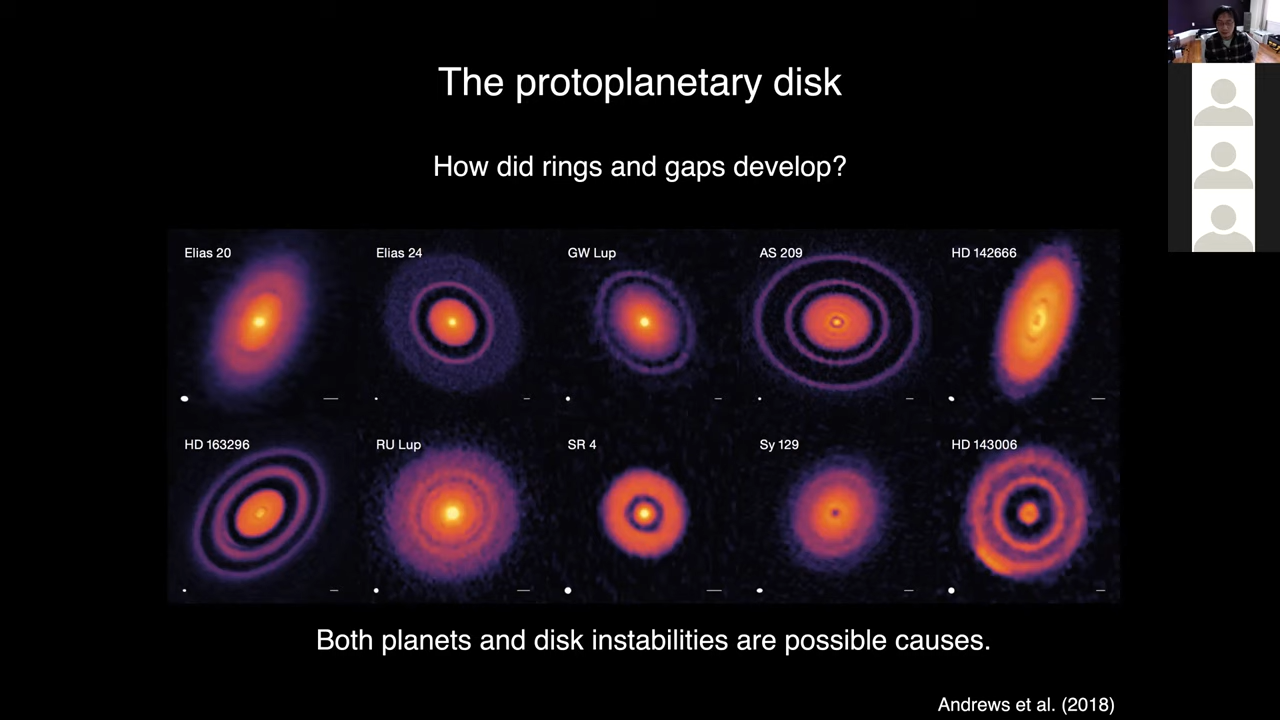 The protoplanetary disk
How did rings and gaps develop?
Elias 20
Elias 24
GW Lup
AS 209
HD 142666
HD 163296
RU Lup
SR 4
Sy 129
HD 143006
Both planets and disk instabilities are possible causes.
Andrews et al. (2018)